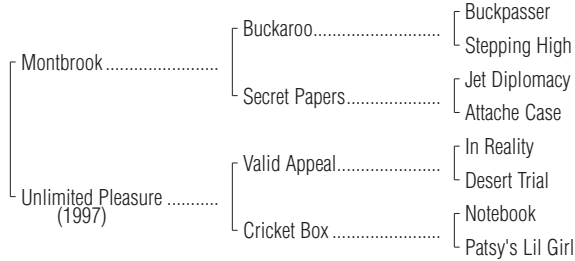 Montbrook
Buckaroo
Buckpasser
Stepping High
Secret Papers
Jet Diplomacy
Attache Case
Unlimited Pleasure
(1997)
Valid Appeal
In Reality
Desert Trial
Cricket Box
Notebook
Patsy's Lil Girl